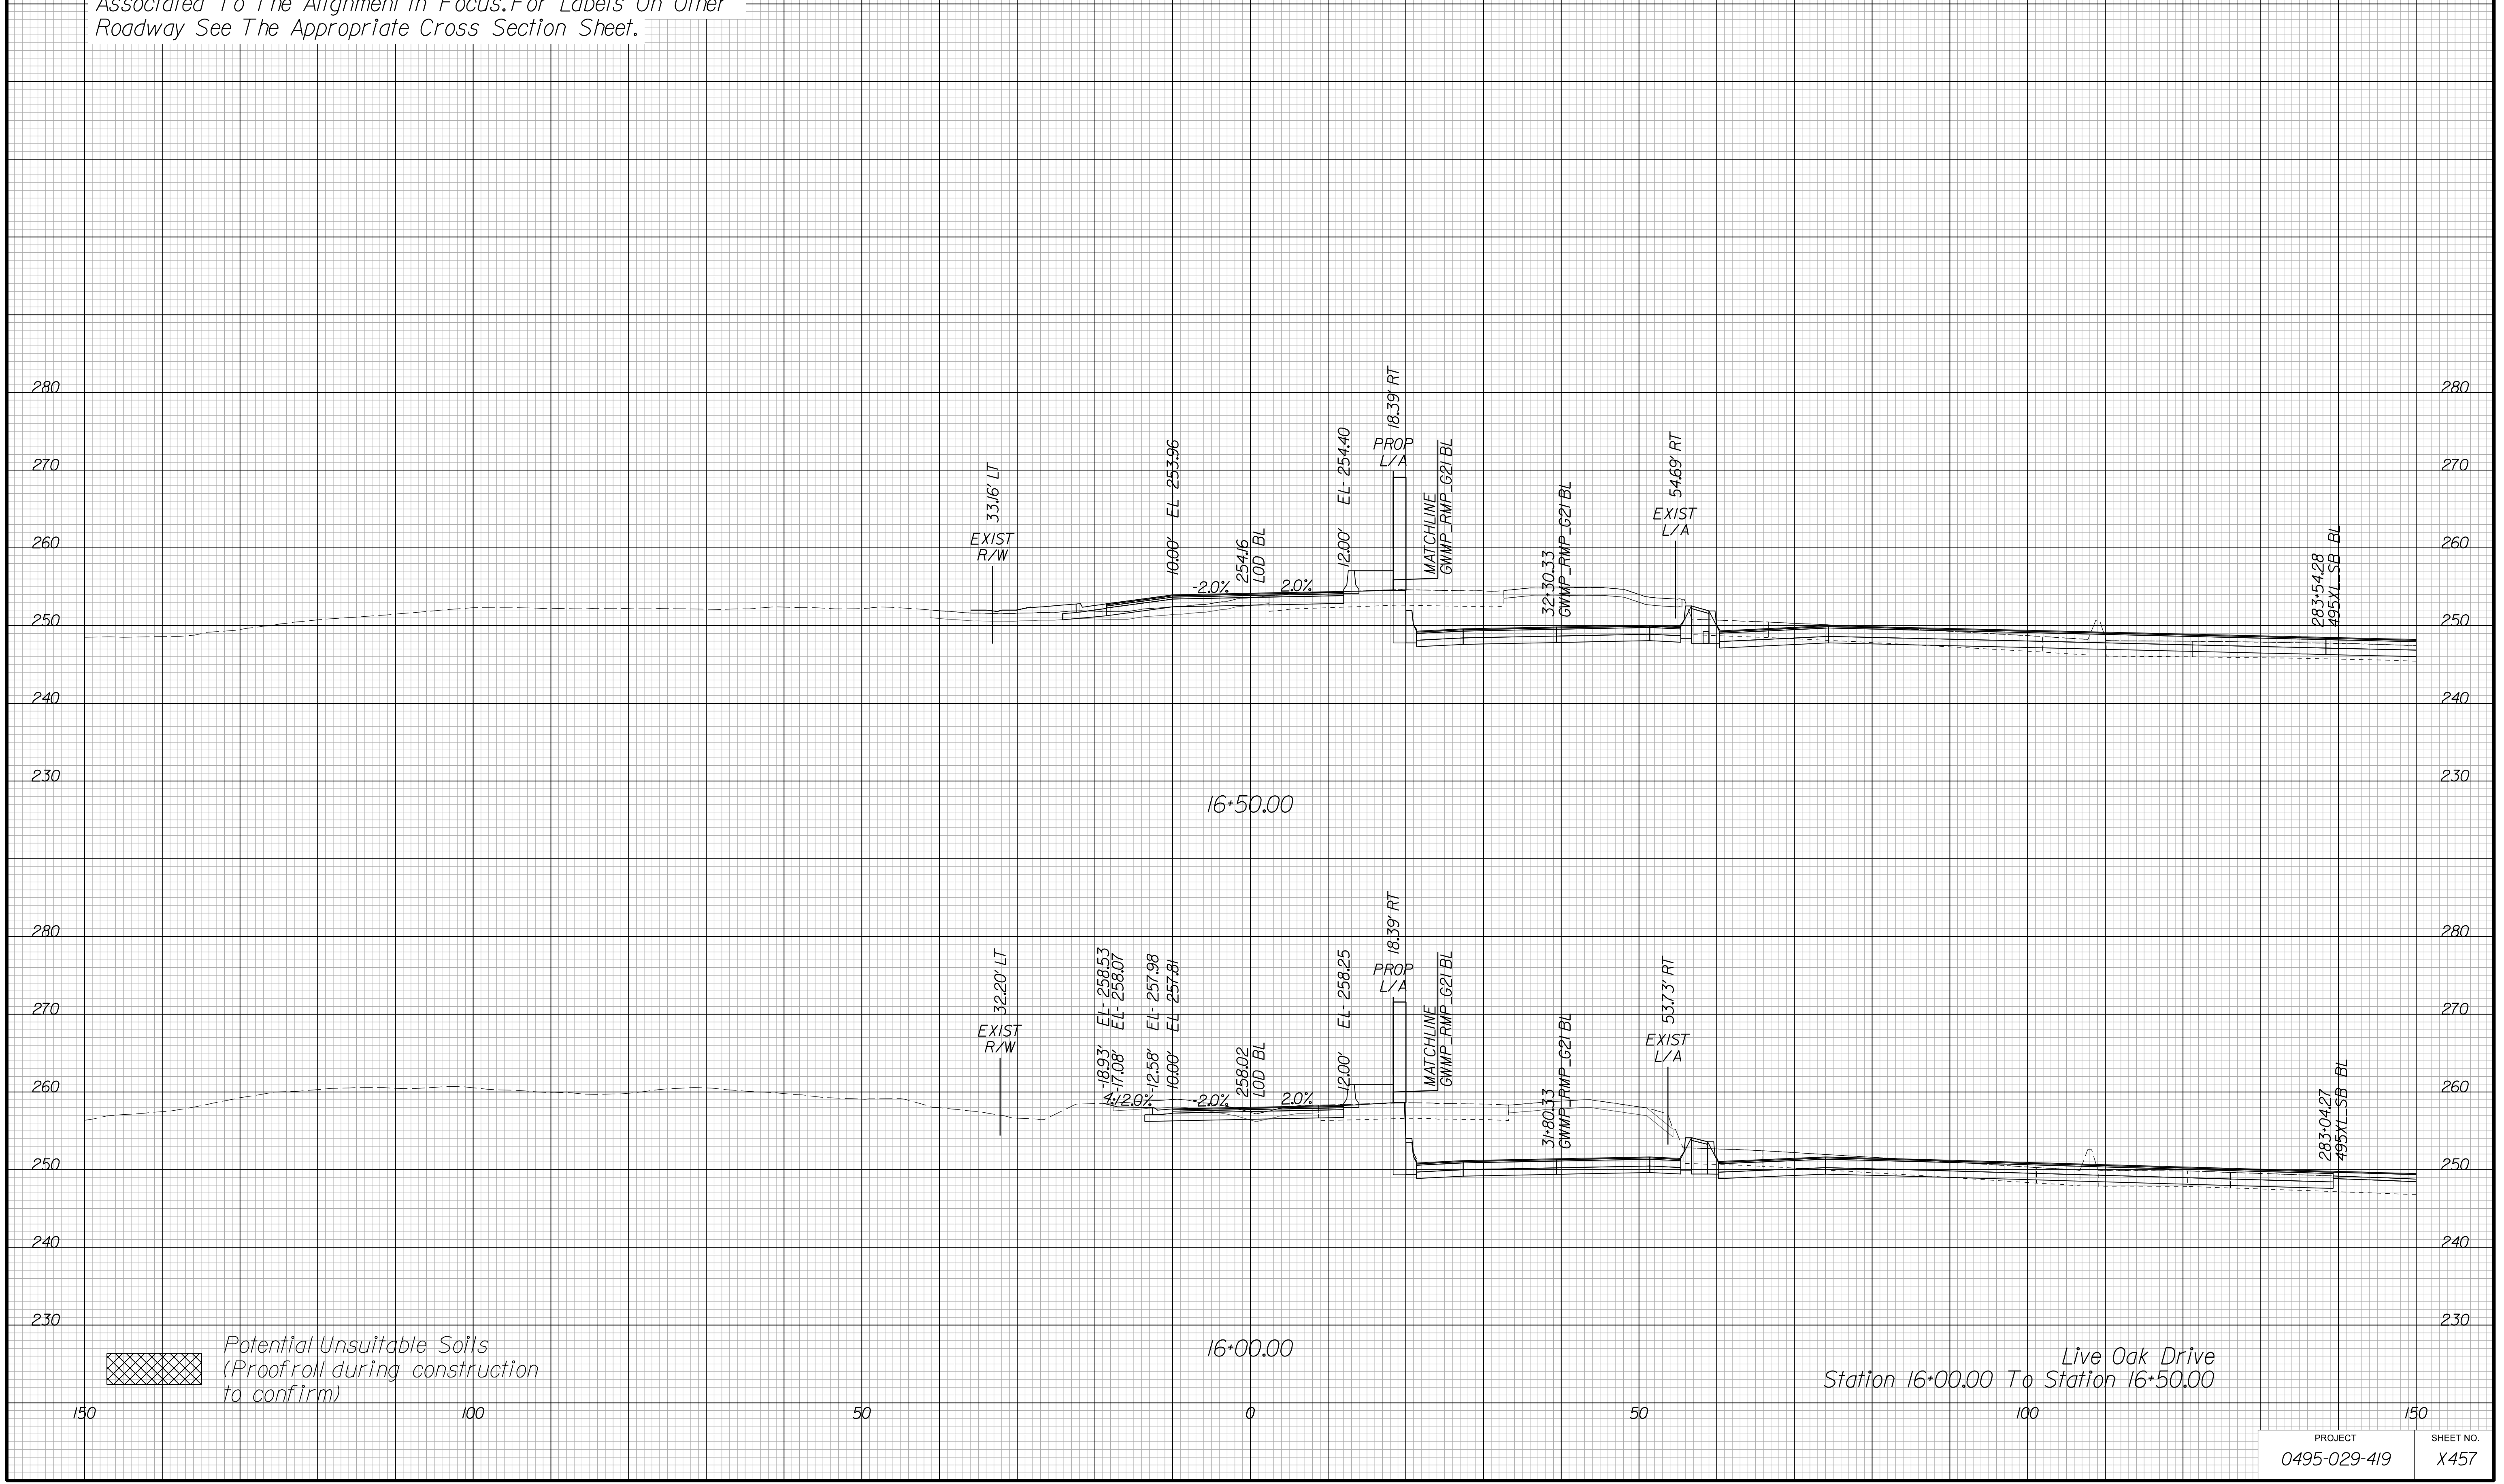 Associated To The Alignment In Focus. For Labels On Other
Roadway See The Appropriate Cross Section Sheet.
280
270
260
250
240
230
33.16' LT
EXIST
R/W
10.00' EL 253.96
-2.0%
254.16
LOD BL
2.0%
12.00' EL- 254.40
18.39' RT
PROP
L/A
MATCHLINE
GWMP_RMP_G21 BL
32+30.33
GWMP_RMP_G21 BL
54.69' RT
EXIST
L/A
283+54.28
495XL_SB BL
280
270
260
250
240
230
16+50.00
280
270
260
250
240
230
32.20' LT
EXIST
R/W
-18.93' EL- 258.53
-17.08' EL- 258.07
-12.58' EL- 257.98
10.00' EL 257.81
4:1
2.0%
-2.0%
258.02
LOD BL
2.0%
12.00' EL- 258.25
18.39' RT
PROP
L/A
MATCHLINE
GWMP_RMP_G21 BL
31+80.33
GWMP_RMP_G21 BL
53.73' RT
EXIST
L/A
283+04.27
495XL_SB BL
280
270
260
250
240
230
16+00.00
Potential Unsuitable Soils
(Proofroll during construction
to confirm)
Live Oak Drive
Station 16+00.00 To Station 16+50.00
150 100 50 0 50 100 150
PROJECT
0495-029-419
SHEET NO.
X457